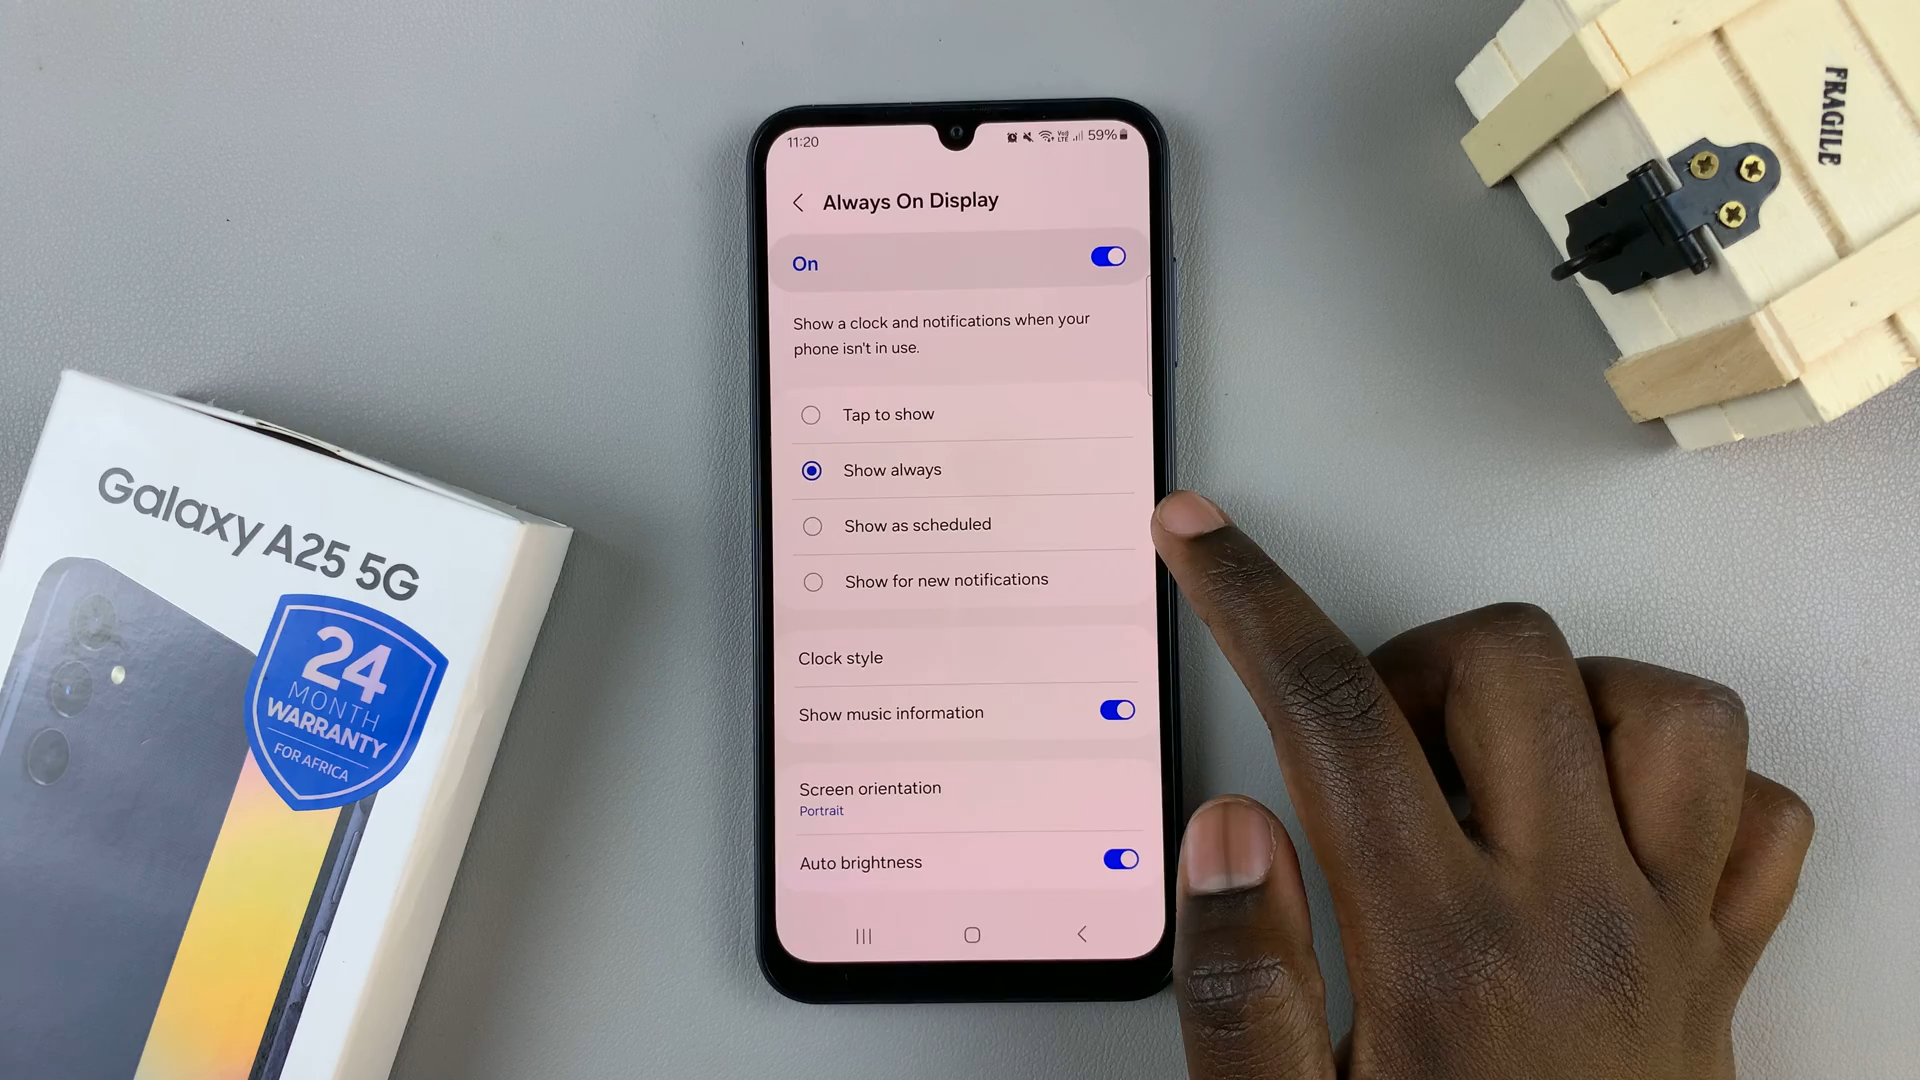 11:20
Vo)
LTE
59%
Always On Display
On
Show a clock and notifications when your
phone isn't in use.
Tap to show
Show always
Show as scheduled
Show for new notifications
Clock style
Show music information
Screen orientation
Portrait
Auto brightness
Galaxy A25 5G
24
MONTH
WARRANTY
FOR AFRICA
FRAGILE